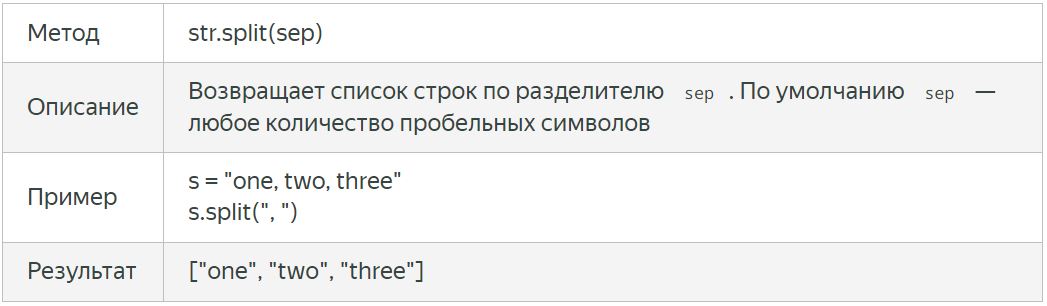 Метод str.split(sep)
Описание Возвращает список строк по разделителю sep . По умолчанию sep —
любое количество пробельных символов
Пример s = "one, two, three"
s.split(", ")
Результат ["one", "two", "three"]